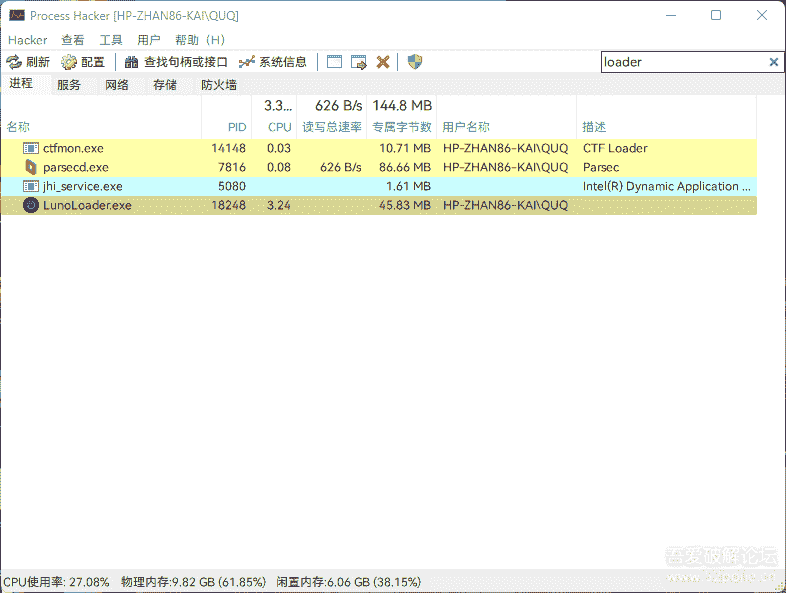 Process Hacker [HP-ZHAN86-KAI\QUQ]
Hacker 查看 工具 用户 帮助（H）
刷新 配置 查找句柄或接口 系统信息 loader
进程 服务 网络 存储 防火墙
3.3... 626 B/s 144.8 MB
名称 PID CPU 读写总速率 专属字节数 用户名称 描述
ctfmon.exe 14148 0.03 10.71 MB HP-ZHAN86-KAI\QUQ CTF Loader
parsecd.exe 7816 0.08 626 B/s 86.66 MB HP-ZHAN86-KAI\QUQ Parsec
jhi_service.exe 5080 1.61 MB Intel(R) Dynamic Application ...
LunoLoader.exe 18248 3.24 45.83 MB HP-ZHAN86-KAI\QUQ
吾爱破解论坛
CPU使用率: 27.08% 物理内存:9.82 GB (61.85%) 闲置内存:6.06 GB (38.15%)